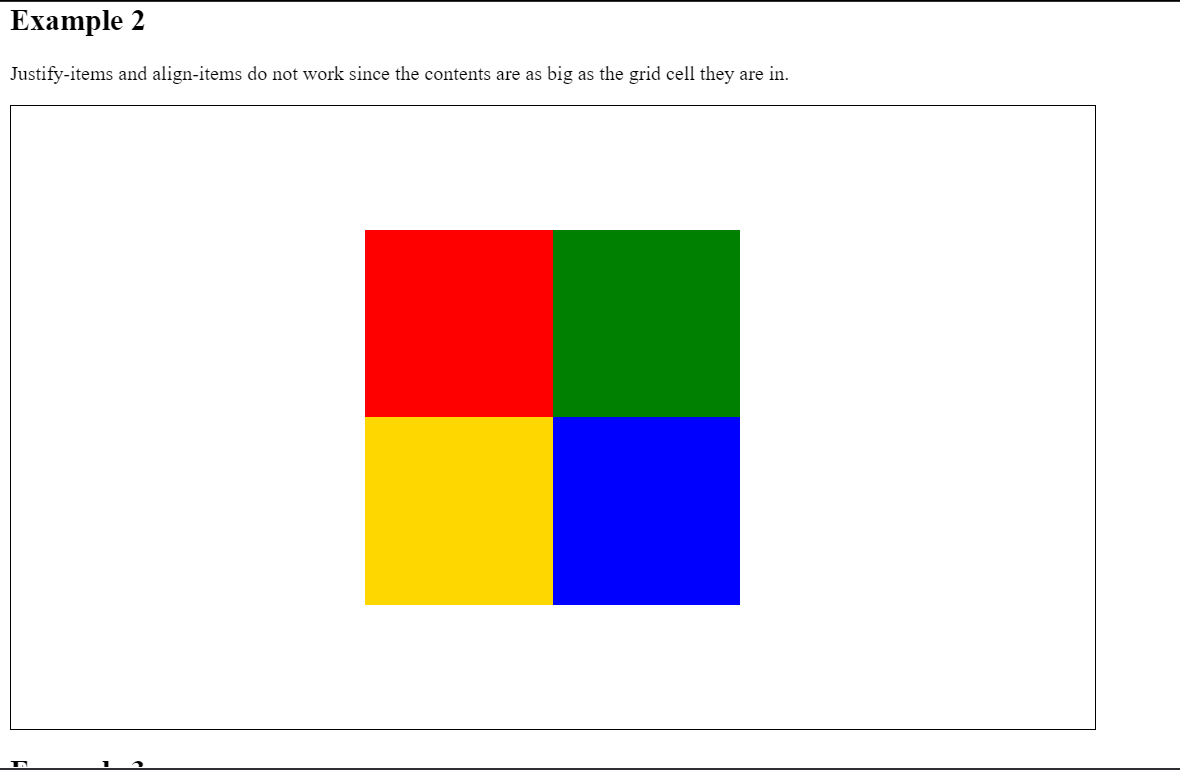 Example 2
Justify-items and align-items do not work since the contents are as big as the grid cell they are in.